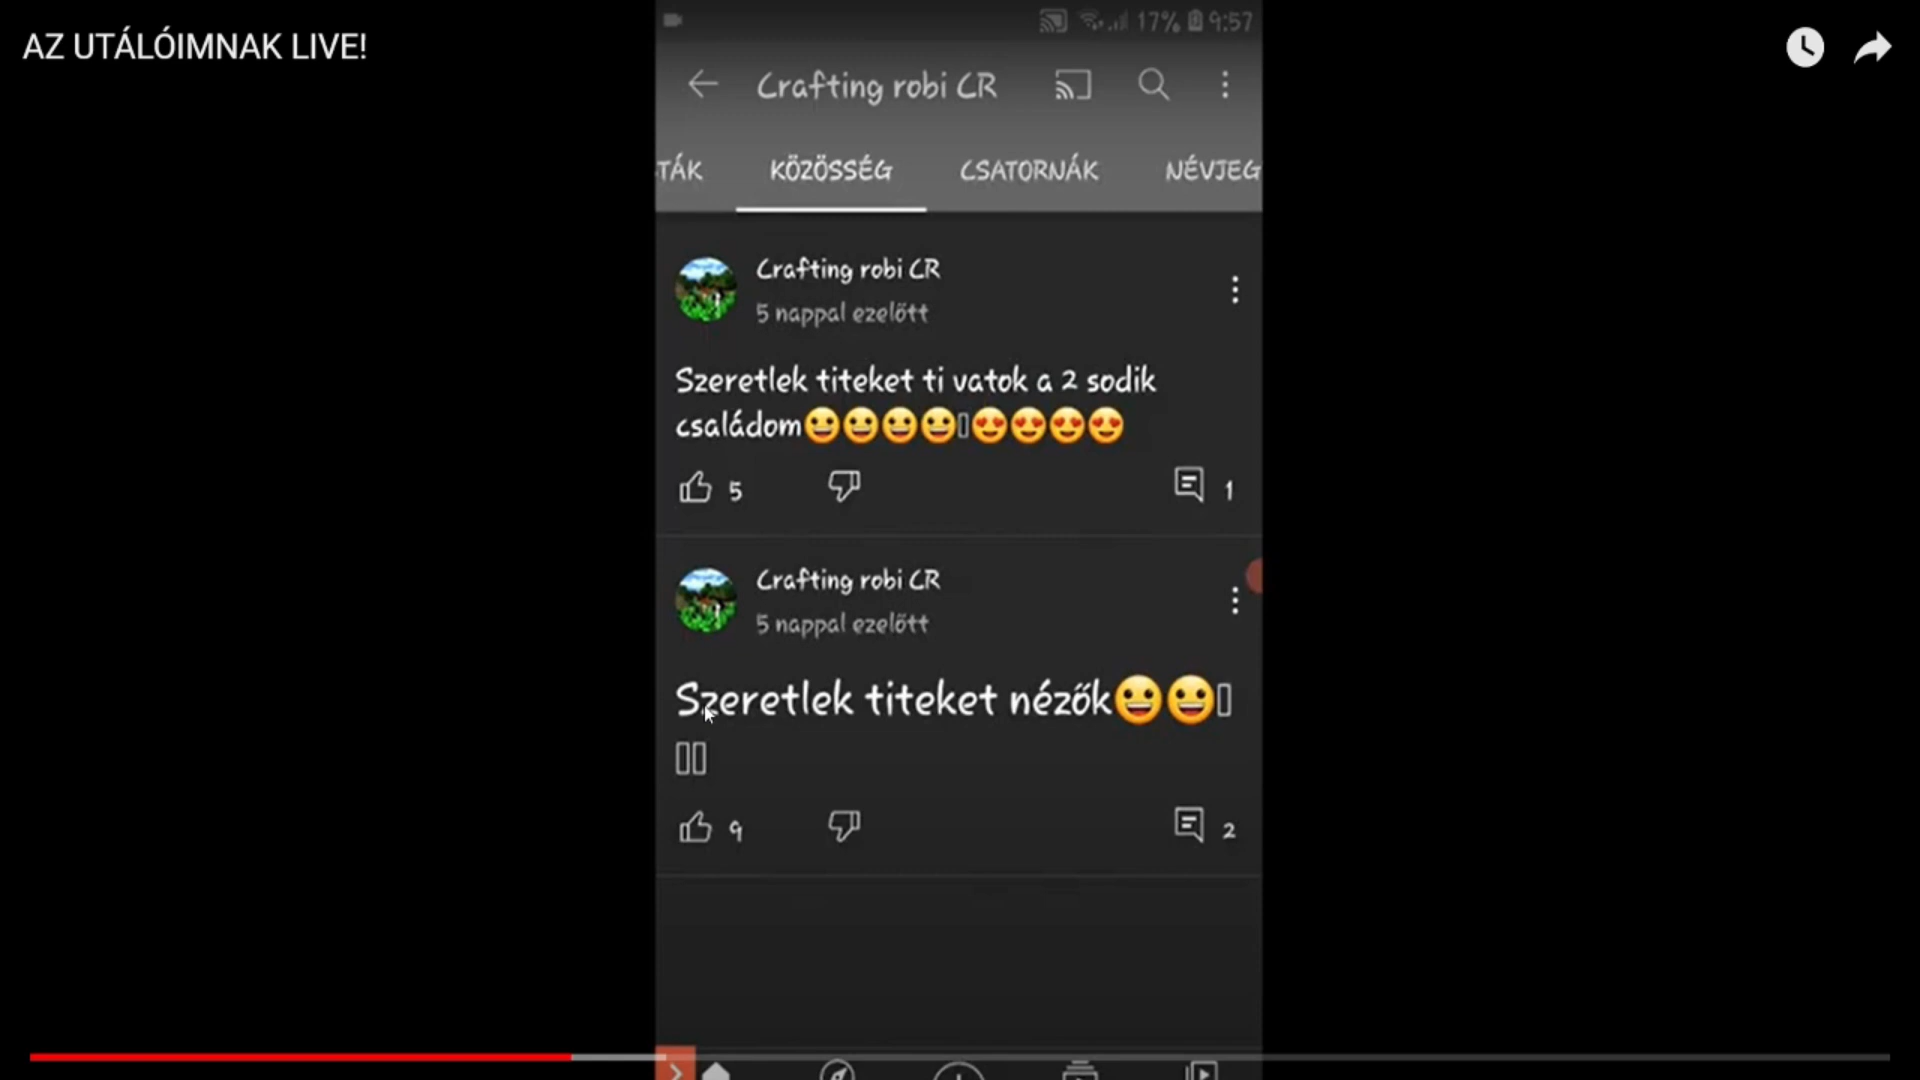 AZ UTÁLÓIMNAK LIVE!
17% 9:57
Crafting robi CR
TÁK KÖZÖSSÉG CSATORNÁK NÉVJEG
Crafting robi CR
5 nappal ezelőtt
Szeretlek titeket ti vatok a 2 sodik
családom😀😀😀😀▯😍😍😍😍
5 1
Crafting robi CR
5 nappal ezelőtt
Szeretlek titeket nézők😀😀▯
▯▯
9 2